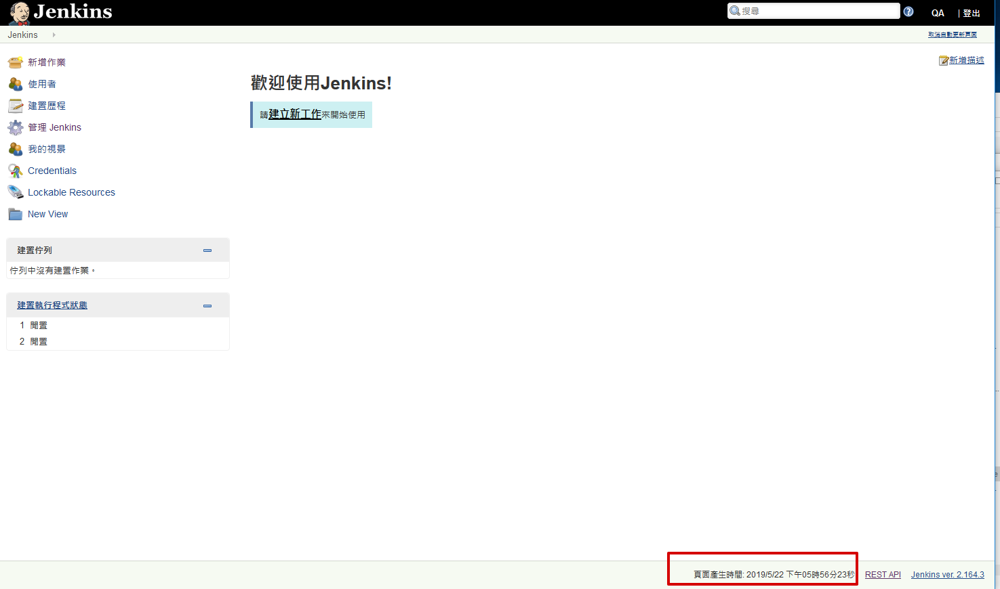 Jenkins
搜尋
QA | 登出
Jenkins
取消自動更新頁面
新增作業
使用者
建置歷程
管理 Jenkins
我的視景
Credentials
Lockable Resources
New View
新增描述
歡迎使用Jenkins!
請建立新工作來開始使用
建置佇列
佇列中沒有建置作業。
建置執行程式狀態
1 閒置
2 閒置
頁面產生時間: 2019/5/22 下午05時56分23秒 REST API Jenkins ver. 2.164.3